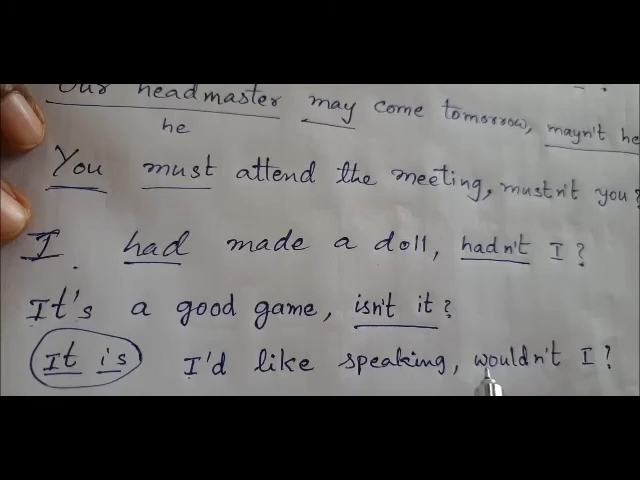 Our headmaster may come tomorrow, mayn't he
he
You must attend the meeting, mustn't you?
I had made a doll, hadn't I?
It's a good game, isn't it?
It is I'd like speaking, wouldn't I?